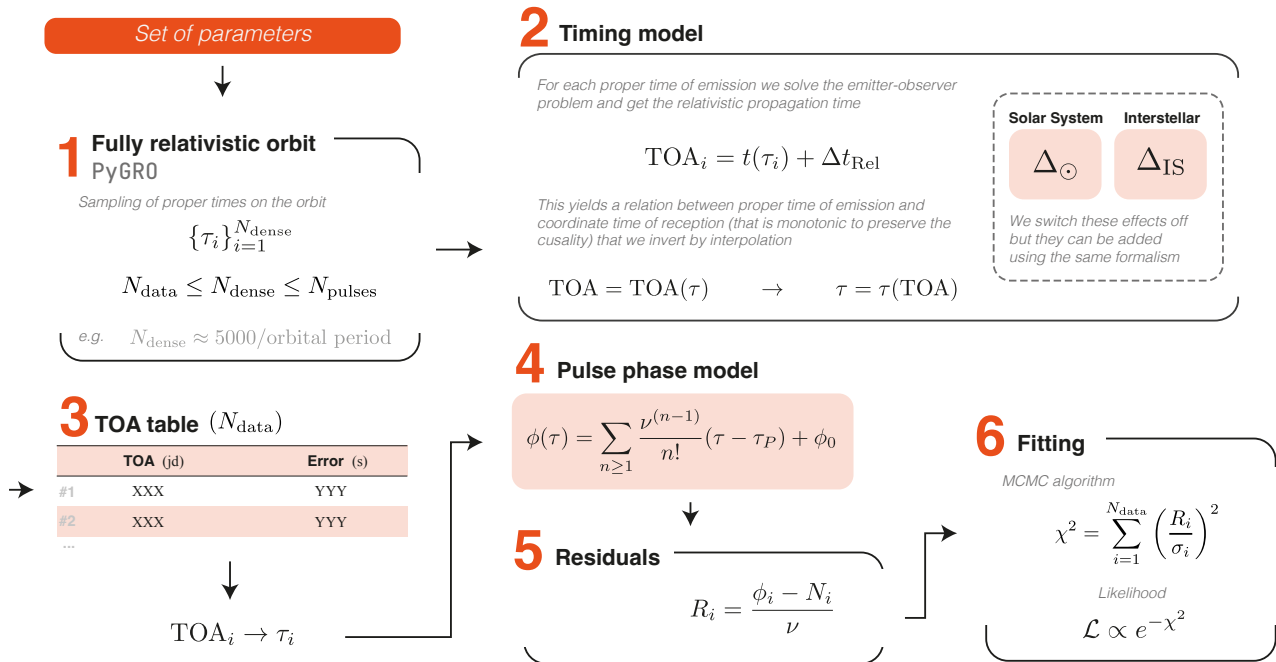 Set of parameters
1 Fully relativistic orbit
PyGRO
Sampling of proper times on the orbit
{τ_i}_{i=1}^{N_dense}
N_data ≤ N_dense ≤ N_pulses
e.g. N_dense ≈ 5000/orbital period
2 Timing model
For each proper time of emission we solve the emitter-observer
problem and get the relativistic propagation time
TOA_i = t(τ_i) + Δt_Rel
This yields a relation between proper time of emission and
coordinate time of reception (that is monotonic to preserve the
cusality) that we invert by interpolation
TOA = TOA(τ) → τ = τ(TOA)
Solar System Interstellar
Δ_⊙ Δ_IS
We switch these effects off
but they can be added
using the same formalism
3 TOA table (N_data)
TOA (jd) Error (s)
#1 XXX YYY
#2 XXX YYY
...
TOA_i → τ_i
4 Pulse phase model
φ(τ) = ∑_{n≥1} ν^{(n−1)}/n! (τ − τ_P) + φ_0
5 Residuals
R_i = (φ_i − N_i)/ν
6 Fitting
MCMC algorithm
χ² = ∑_{i=1}^{N_data} (R_i/σ_i)²
Likelihood
ℒ ∝ e^{−χ²}